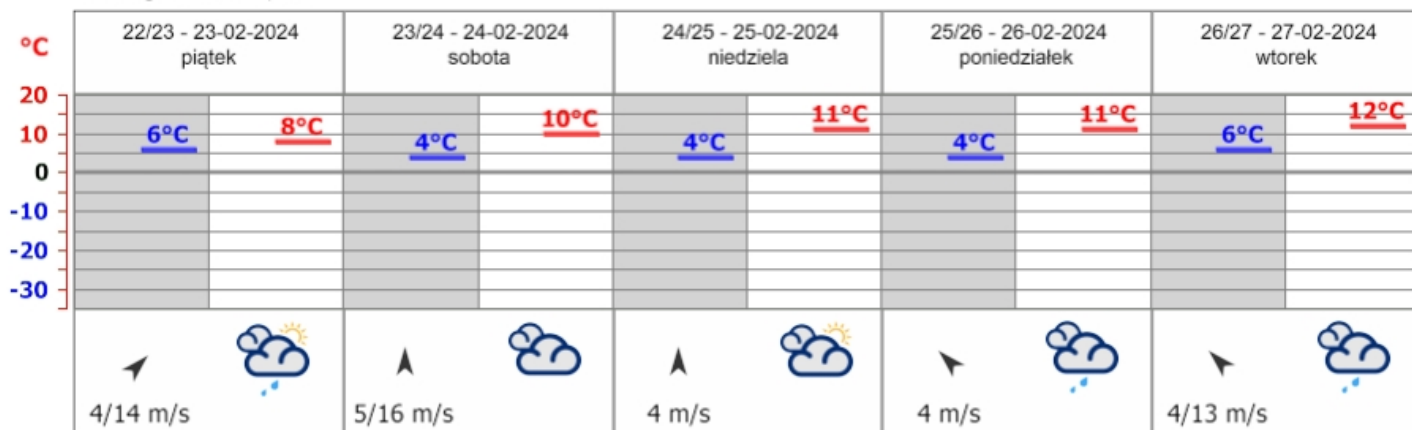 °C
22/23 - 23-02-2024
piątek
23/24 - 24-02-2024
sobota
24/25 - 25-02-2024
niedziela
25/26 - 26-02-2024
poniedziałek
26/27 - 27-02-2024
wtorek
20
10
0
-10
-20
-30
6°C
8°C
4°C
10°C
4°C
11°C
4°C
11°C
6°C
12°C
4/14 m/s
5/16 m/s
4 m/s
4 m/s
4/13 m/s